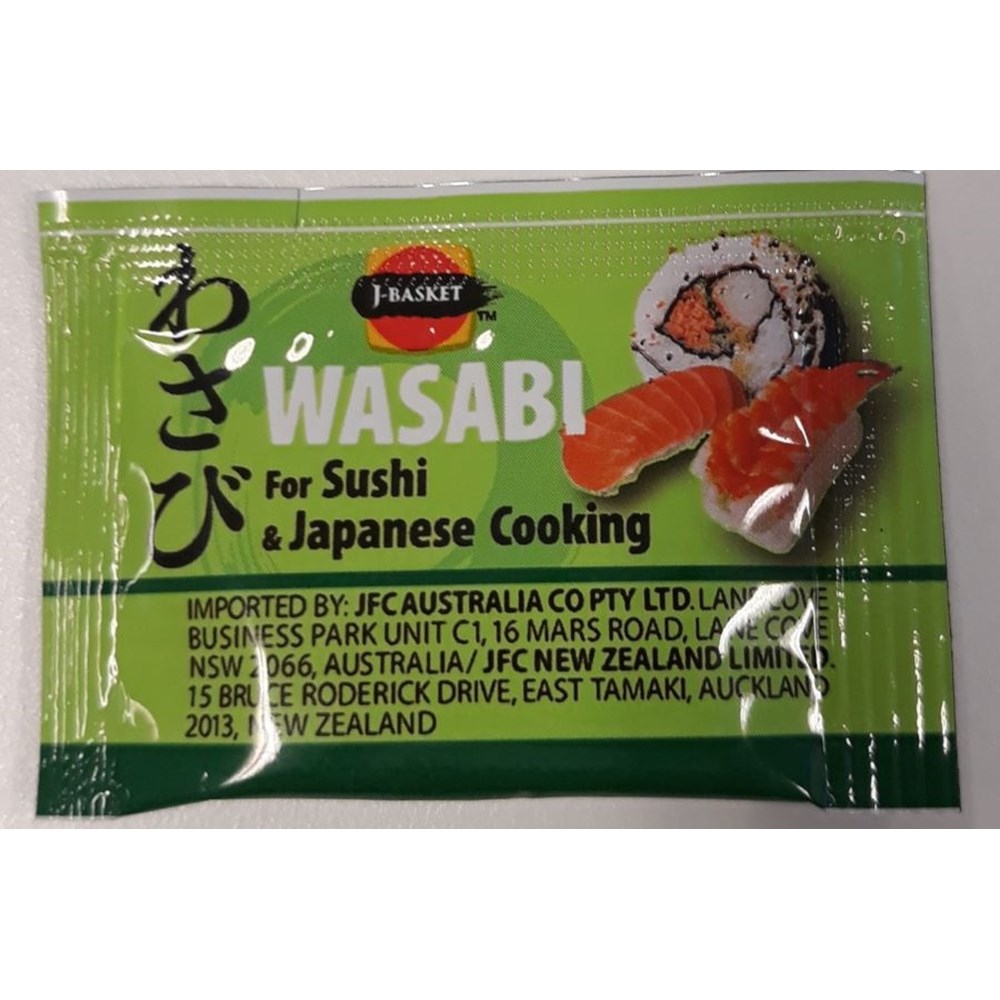 わさび
J-BASKET
TM
WASABI
For Sushi
& Japanese Cooking
IMPORTED BY: JFC AUSTRALIA CO PTY LTD. LANE COVE
BUSINESS PARK UNIT C1, 16 MARS ROAD, LANE COVE
NSW 2066, AUSTRALIA/ JFC NEW ZEALAND LIMITED.
15 BRUCE RODERICK DRIVE, EAST TAMAKI, AUCKLAND
2013, NEW ZEALAND